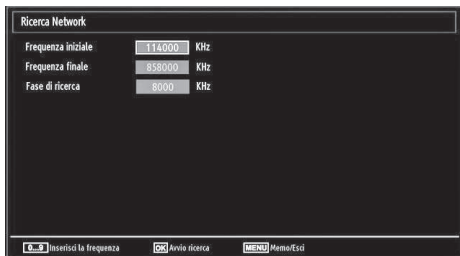 Ricerca Network
Frequenza iniziale 114000 KHz
Frequenza finale 858000 KHz
Fase di ricerca 8000 KHz
0...9 Inserisci la frequenza OK Avvio ricerca MENU Memo/Esci